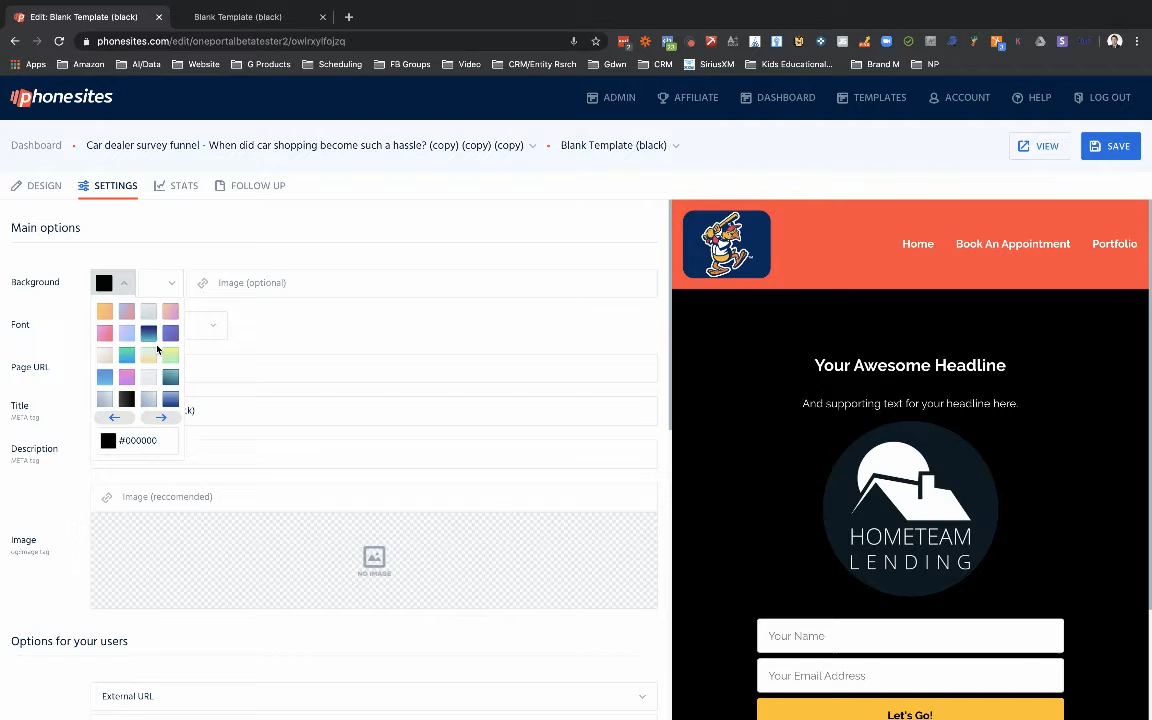 Edit: Blank Template (black)
Blank Template (black)
phonesites.com/edit/oneportalbetatester2/owlrxylfojzq
Apps
Amazon
AI/Data
Website
G Products
Scheduling
FB Groups
Video
CRM/Entity Rsrch
Gdwn
CRM
SiriusXM
Kids Educational...
Brand M
NP
phonesites
ADMIN
AFFILIATE
DASHBOARD
TEMPLATES
ACCOUNT
HELP
LOG OUT
Dashboard
Car dealer survey funnel - When did car shopping become such a hassle? (copy) (copy) (copy)
Blank Template (black)
VIEW
SAVE
DESIGN
SETTINGS
STATS
FOLLOW UP
Main options
Background
Image (optional)
Font
Page URL
Title
META tag
Description
META tag
#000000
Image (reccomended)
Image
og:image tag
NO IMAGE
Options for your users
External URL
Home
Book An Appointment
Portfolio
Your Awesome Headline
And supporting text for your headline here.
HOMETEAM
LENDING
Your Name
Your Email Address
Let's Go!